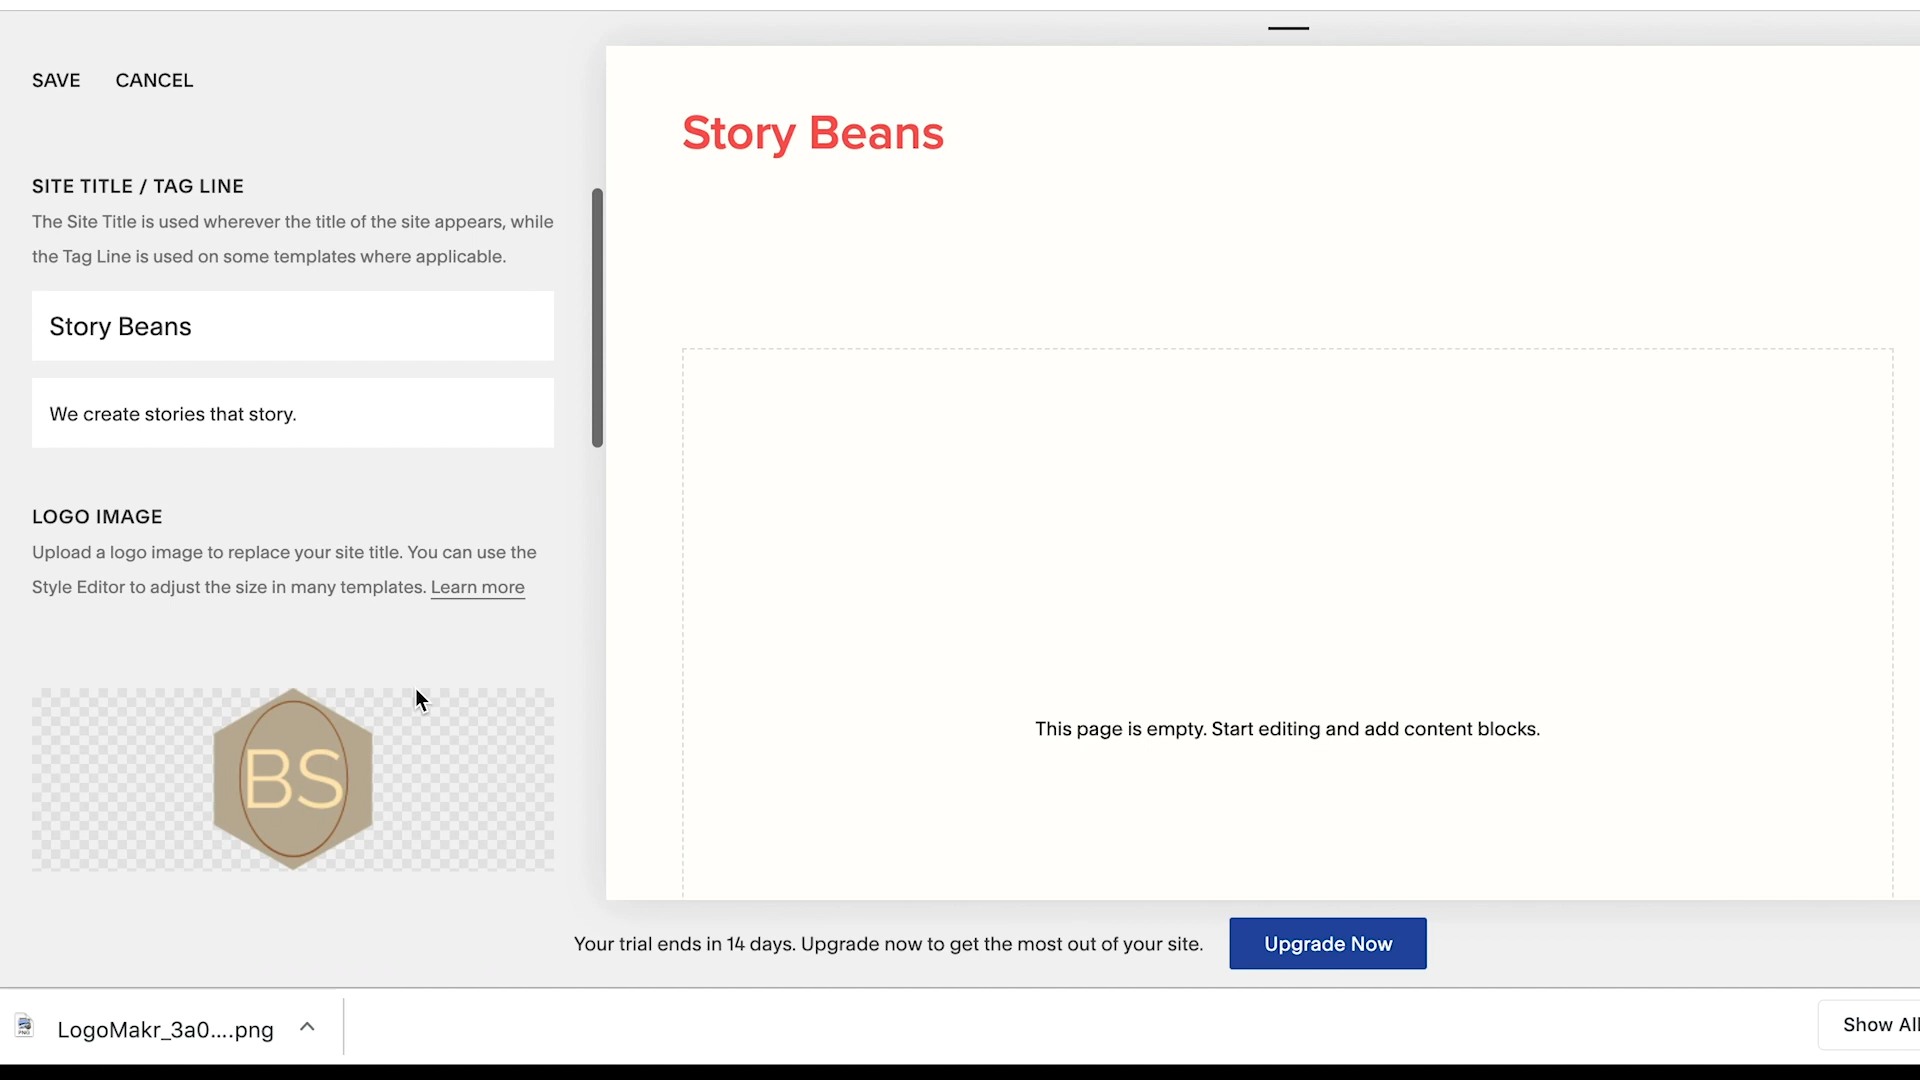 SAVE CANCEL
SITE TITLE / TAG LINE
The Site Title is used wherever the title of the site appears, while
the Tag Line is used on some templates where applicable.
Story Beans
We create stories that story.
LOGO IMAGE
Upload a logo image to replace your site title. You can use the
Style Editor to adjust the size in many templates. Learn more
BS
Story Beans
This page is empty. Start editing and add content blocks.
Your trial ends in 14 days. Upgrade now to get the most out of your site.
Upgrade Now
PNG
LogoMakr_3a0....png
Show All